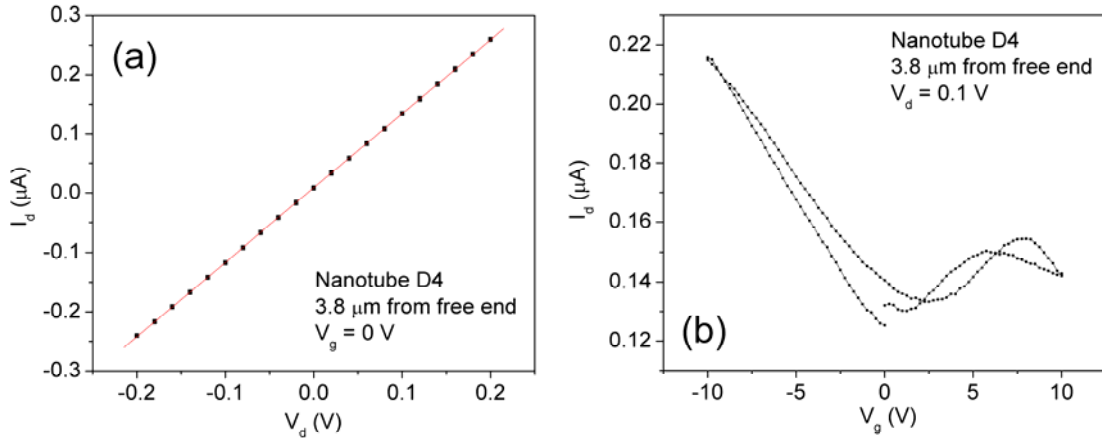 (a)
Nanotube D4
3.8 μm from free end
V_g = 0 V
0.3
0.2
0.1
0.0
-0.1
-0.2
-0.3
I_d (μA)
-0.2
-0.1
0.0
0.1
0.2
V_d (V)
(b)
Nanotube D4
3.8 μm from free end
V_d = 0.1 V
0.22
0.20
0.18
0.16
0.14
0.12
I_d (μA)
-10
-5
0
5
10
V_g (V)